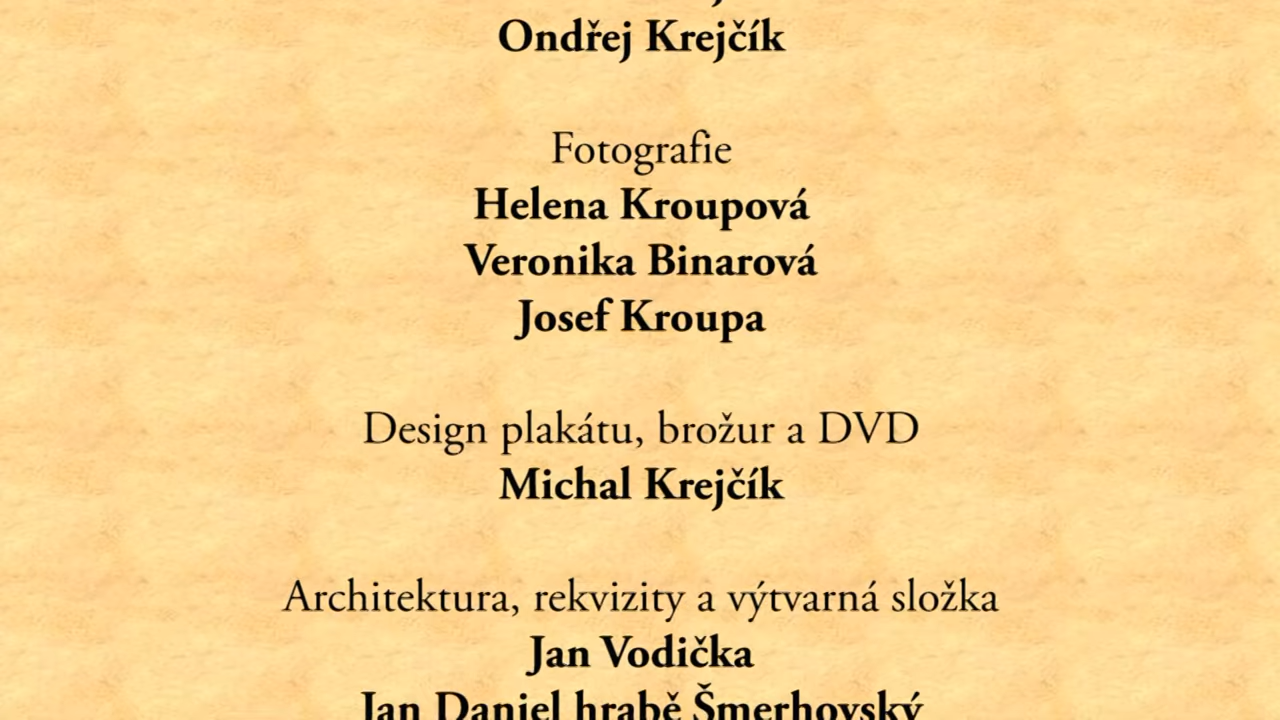 Ondřej Krejčík
Fotografie
Helena Kroupová
Veronika Binarová
Josef Kroupa
Design plakátu, brožur a DVD
Michal Krejčík
Architektura, rekvizity a výtvarná složka
Jan Vodička
Jan Daniel hrabě Šmerhovský